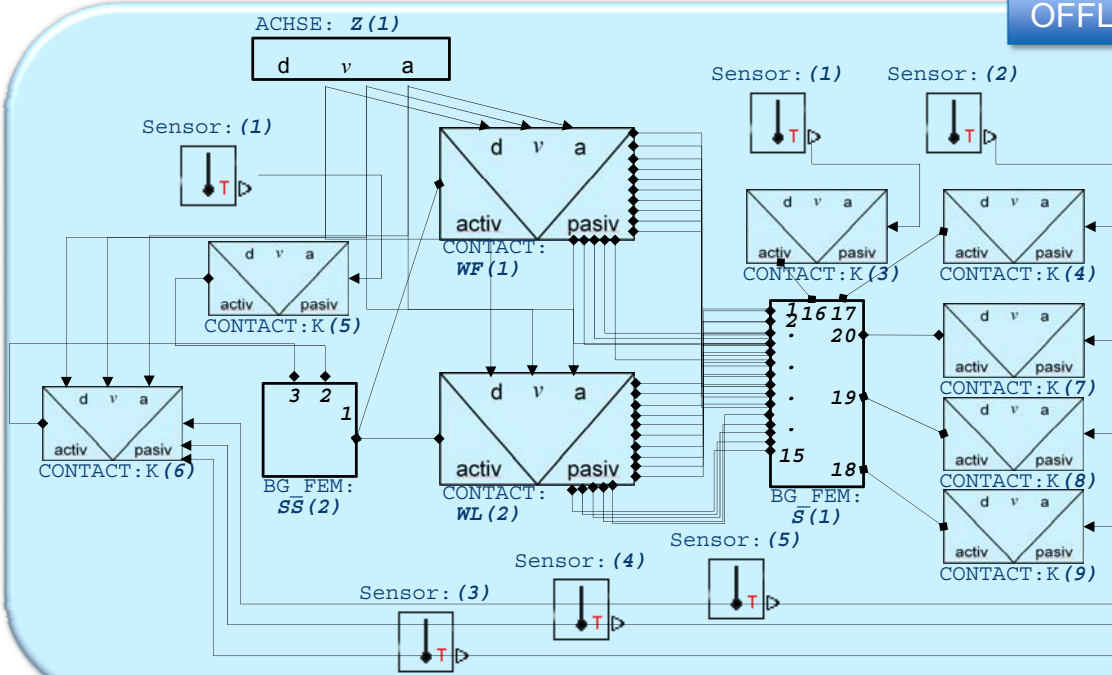 OFFL
ACHSE: Z(1)
d v a
Sensor:(1)
Sensor:(2)
T
T
Sensor:(1)
T
d v a
activ pasiv
CONTACT:
WF(1)
d v a
activ pasiv
CONTACT:K(3)
d v a
activ pasiv
CONTACT:K(4)
d v a
activ pasiv
CONTACT:K(5)
1
2
.
.
.
.
15
16 17
20
19
18
BG_FEM:
S(1)
d v a
activ pasiv
CONTACT:K(7)
d v a
activ pasiv
CONTACT:K(6)
3 2
1
BG_FEM:
SS(2)
d v a
activ pasiv
CONTACT:
WL(2)
d v a
activ pasiv
CONTACT:K(8)
d v a
activ pasiv
CONTACT:K(9)
Sensor:(5)
T
Sensor:(4)
T
Sensor:(3)
T